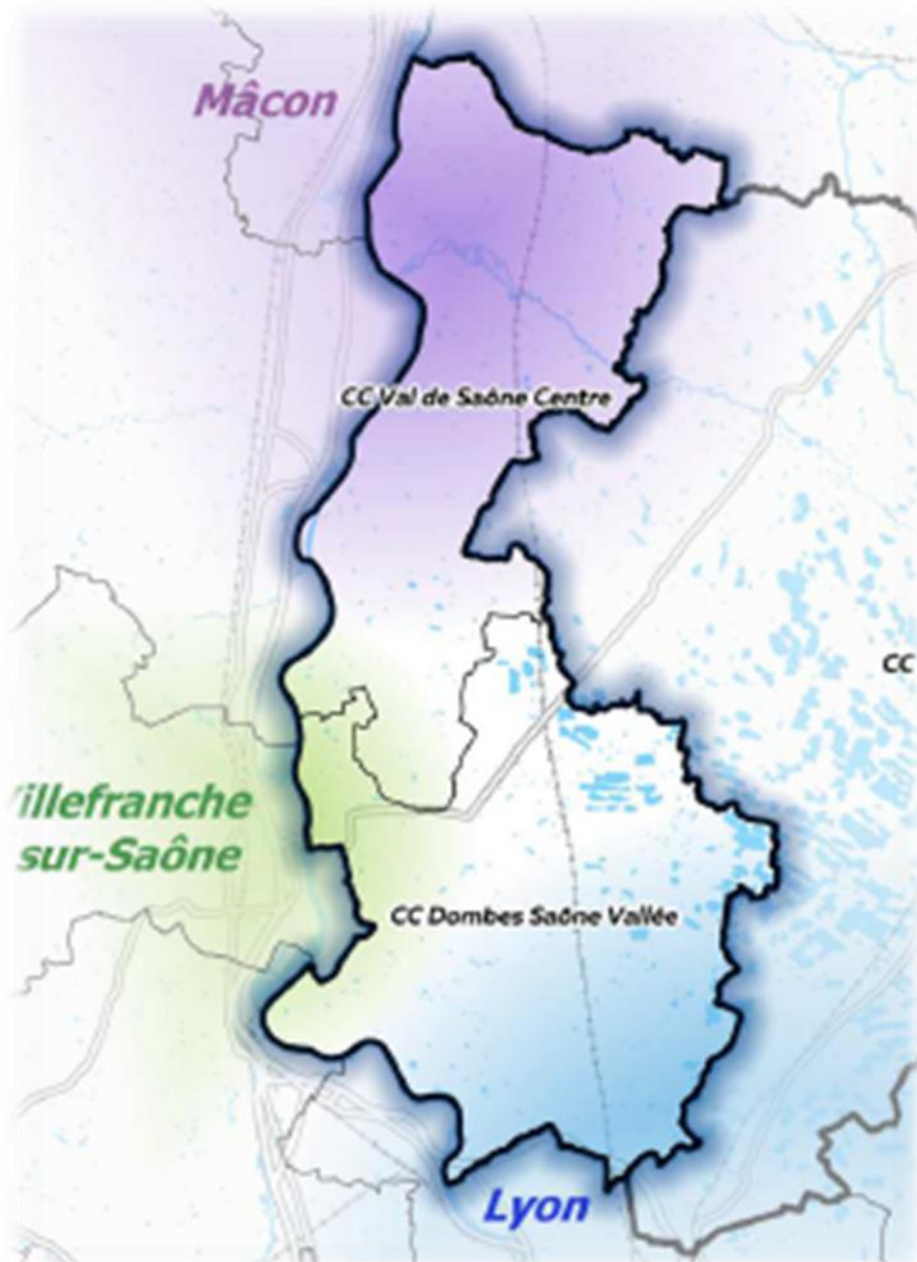 Mâcon
CC Val de Saône Centre
CC
illefranche
sur-Saône
CC Dombes Saône Vallée
Lyon